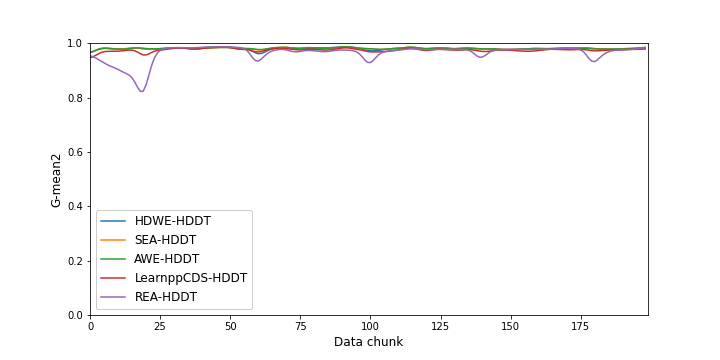 1.0
0.8
0.6
0.4
0.2
0.0
G-mean2
HDWE-HDDT
SEA-HDDT
AWE-HDDT
LearnppCDS-HDDT
REA-HDDT
0 25 50 75 100 125 150 175
Data chunk